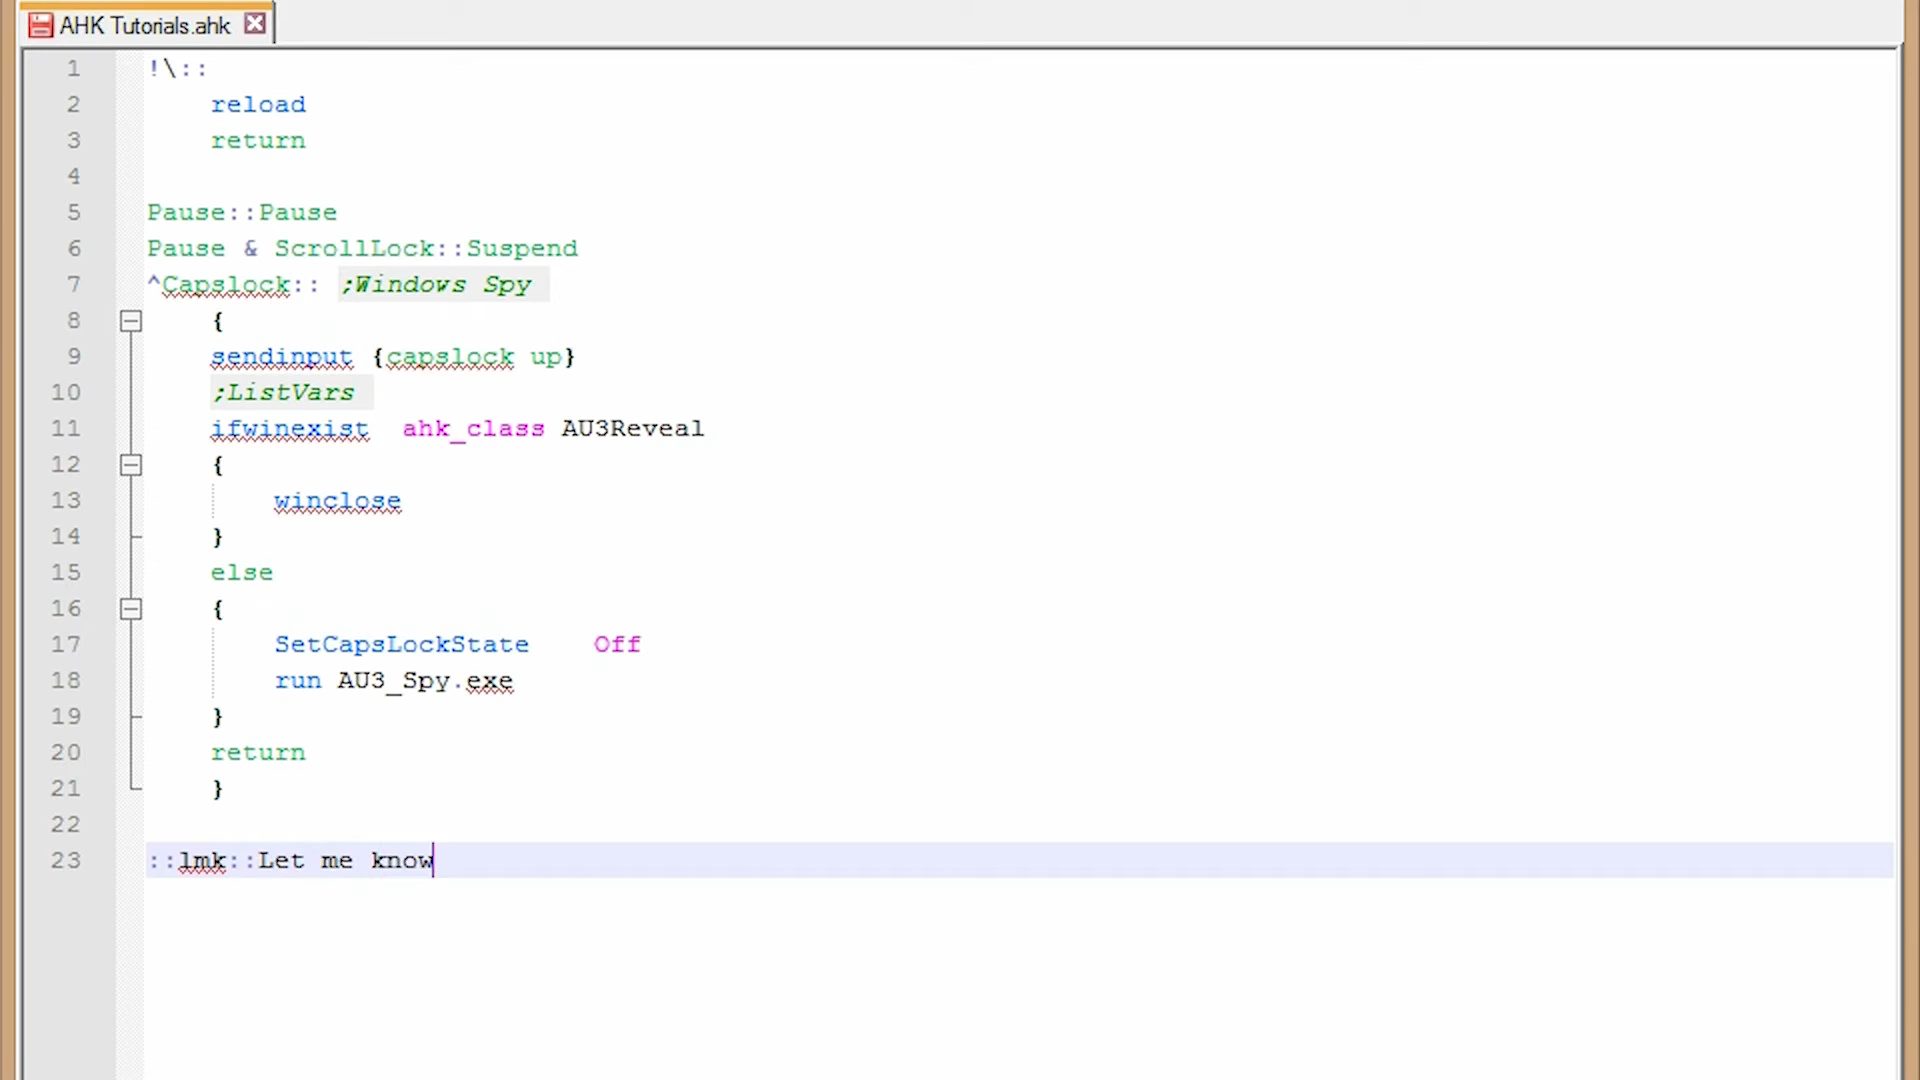 AHK Tutorials.ahk
1 !\::
2 reload
3 return
4
5 Pause::Pause
6 Pause & ScrollLock::Suspend
7 ^Capslock:: ;Windows Spy
8 {
9 sendinput {capslock up}
10 ;ListVars
11 ifwinexist ahk_class AU3Reveal
12 {
13 winclose
14 }
15 else
16 {
17 SetCapsLockState Off
18 run AU3_Spy.exe
19 }
20 return
21 }
22
23 ::lmk::Let me know